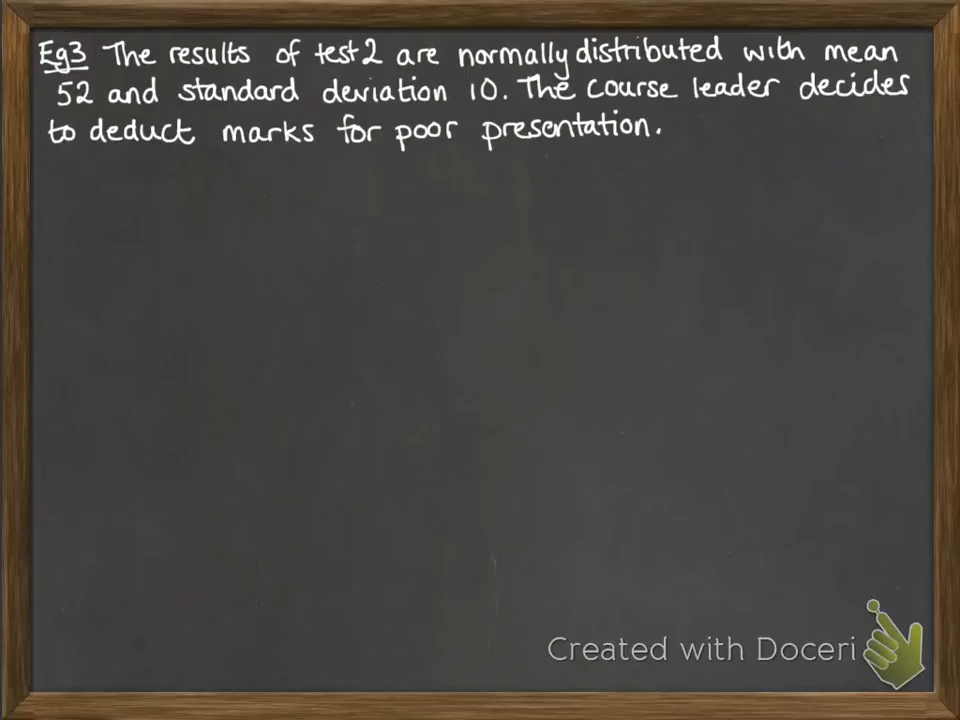 Eg3 The results of test 2 are normally distributed with mean
52 and standard deviation 10. The course leader decides
to deduct marks for poor presentation.
Created with Doceri